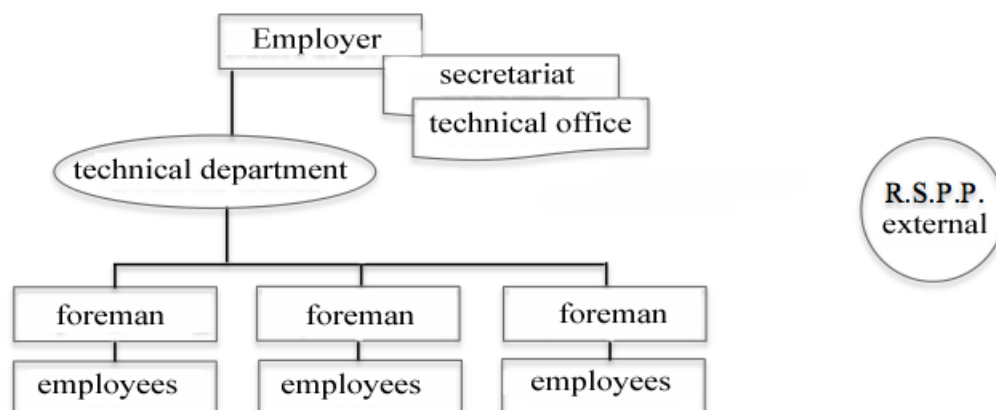 Employer
secretariat
technical office
technical department
R.S.P.P.
external
foreman
foreman
foreman
employees
employees
employees